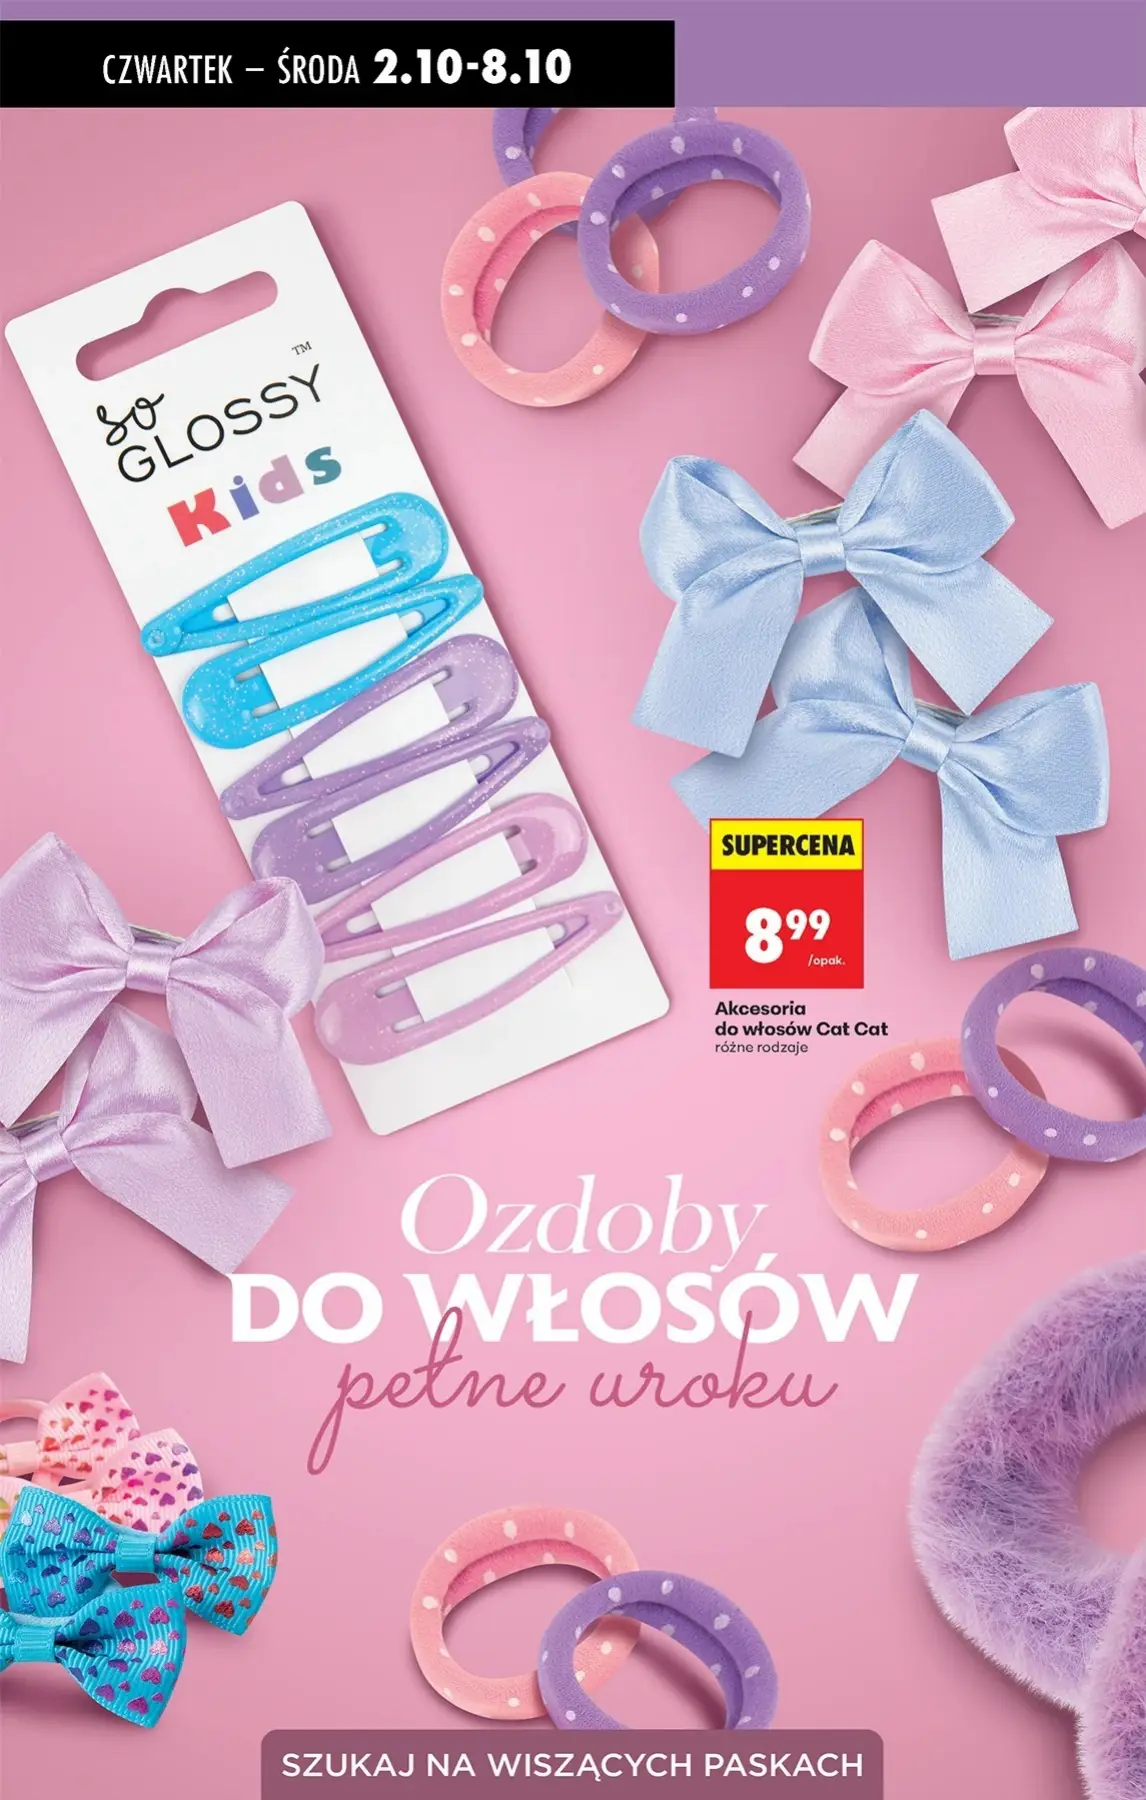 CZWARTEK – ŚRODA 2.10-8.10
so
GLOSSY™
Kids
SUPERCENA
8 99
/opak.
Akcesoria
do włosów Cat Cat
różne rodzaje
Ozdoby
DO WŁOSÓW
pełne uroku
SZUKAJ NA WISZĄCYCH PASKACH